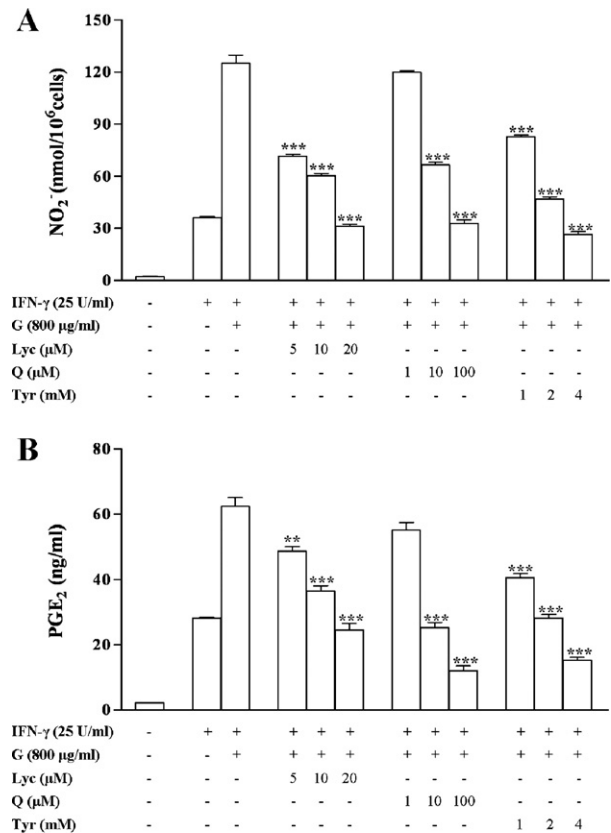 A
150
120
90
60
30
0
NO₂⁻(nmol/10⁶cells)
*** *** *** *** *** *** *** ***
IFN-γ (25 U/ml) - + + + + + + + + + + +
G (800 μg/ml) - - + + + + + + + + + +
Lyc (μM) - - - 5 10 20 - - - - - -
Q (μM) - - - - - - 1 10 100 - - -
Tyr (mM) - - - - - - - - - 1 2 4
B
80
60
40
20
0
PGE₂ (ng/ml)
** *** *** *** *** *** *** ***
IFN-γ (25 U/ml) - + + + + + + + + + + +
G (800 μg/ml) - - + + + + + + + + + +
Lyc (μM) - - - 5 10 20 - - - - - -
Q (μM) - - - - - - 1 10 100 - - -
Tyr (mM) - - - - - - - - - 1 2 4